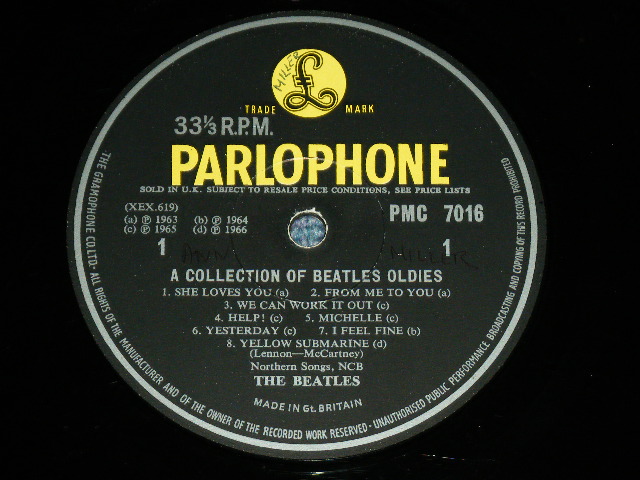 MILLER
£
TRADE MARK
33⅓ R.P.M.
PARLOPHONE
SOLD IN U.K. SUBJECT TO RESALE PRICE CONDITIONS, SEE PRICE LISTS
(XEX.619)
(a) ℗ 1963 (b) ℗ 1964
(c) ℗ 1965 (d) ℗ 1966
PMC 7016
1 1
ANN MILLER
A COLLECTION OF BEATLES OLDIES
1. SHE LOVES YOU (a) 2. FROM ME TO YOU (a)
3. WE CAN WORK IT OUT (c)
4. HELP! (c) 5. MICHELLE (c)
6. YESTERDAY (c) 7. I FEEL FINE (b)
8. YELLOW SUBMARINE (d)
(Lennon—McCartney)
Northern Songs, NCB
THE BEATLES
MADE IN Gt. BRITAIN
THE GRAMOPHONE CO. LTD. - ALL RIGHTS OF THE MANUFACTURER AND OF THE OWNER OF THE RECORDED WORK RESERVED - UNAUTHORISED PUBLIC PERFORMANCE BROADCASTING AND COPYING OF THIS RECORD PROHIBITED